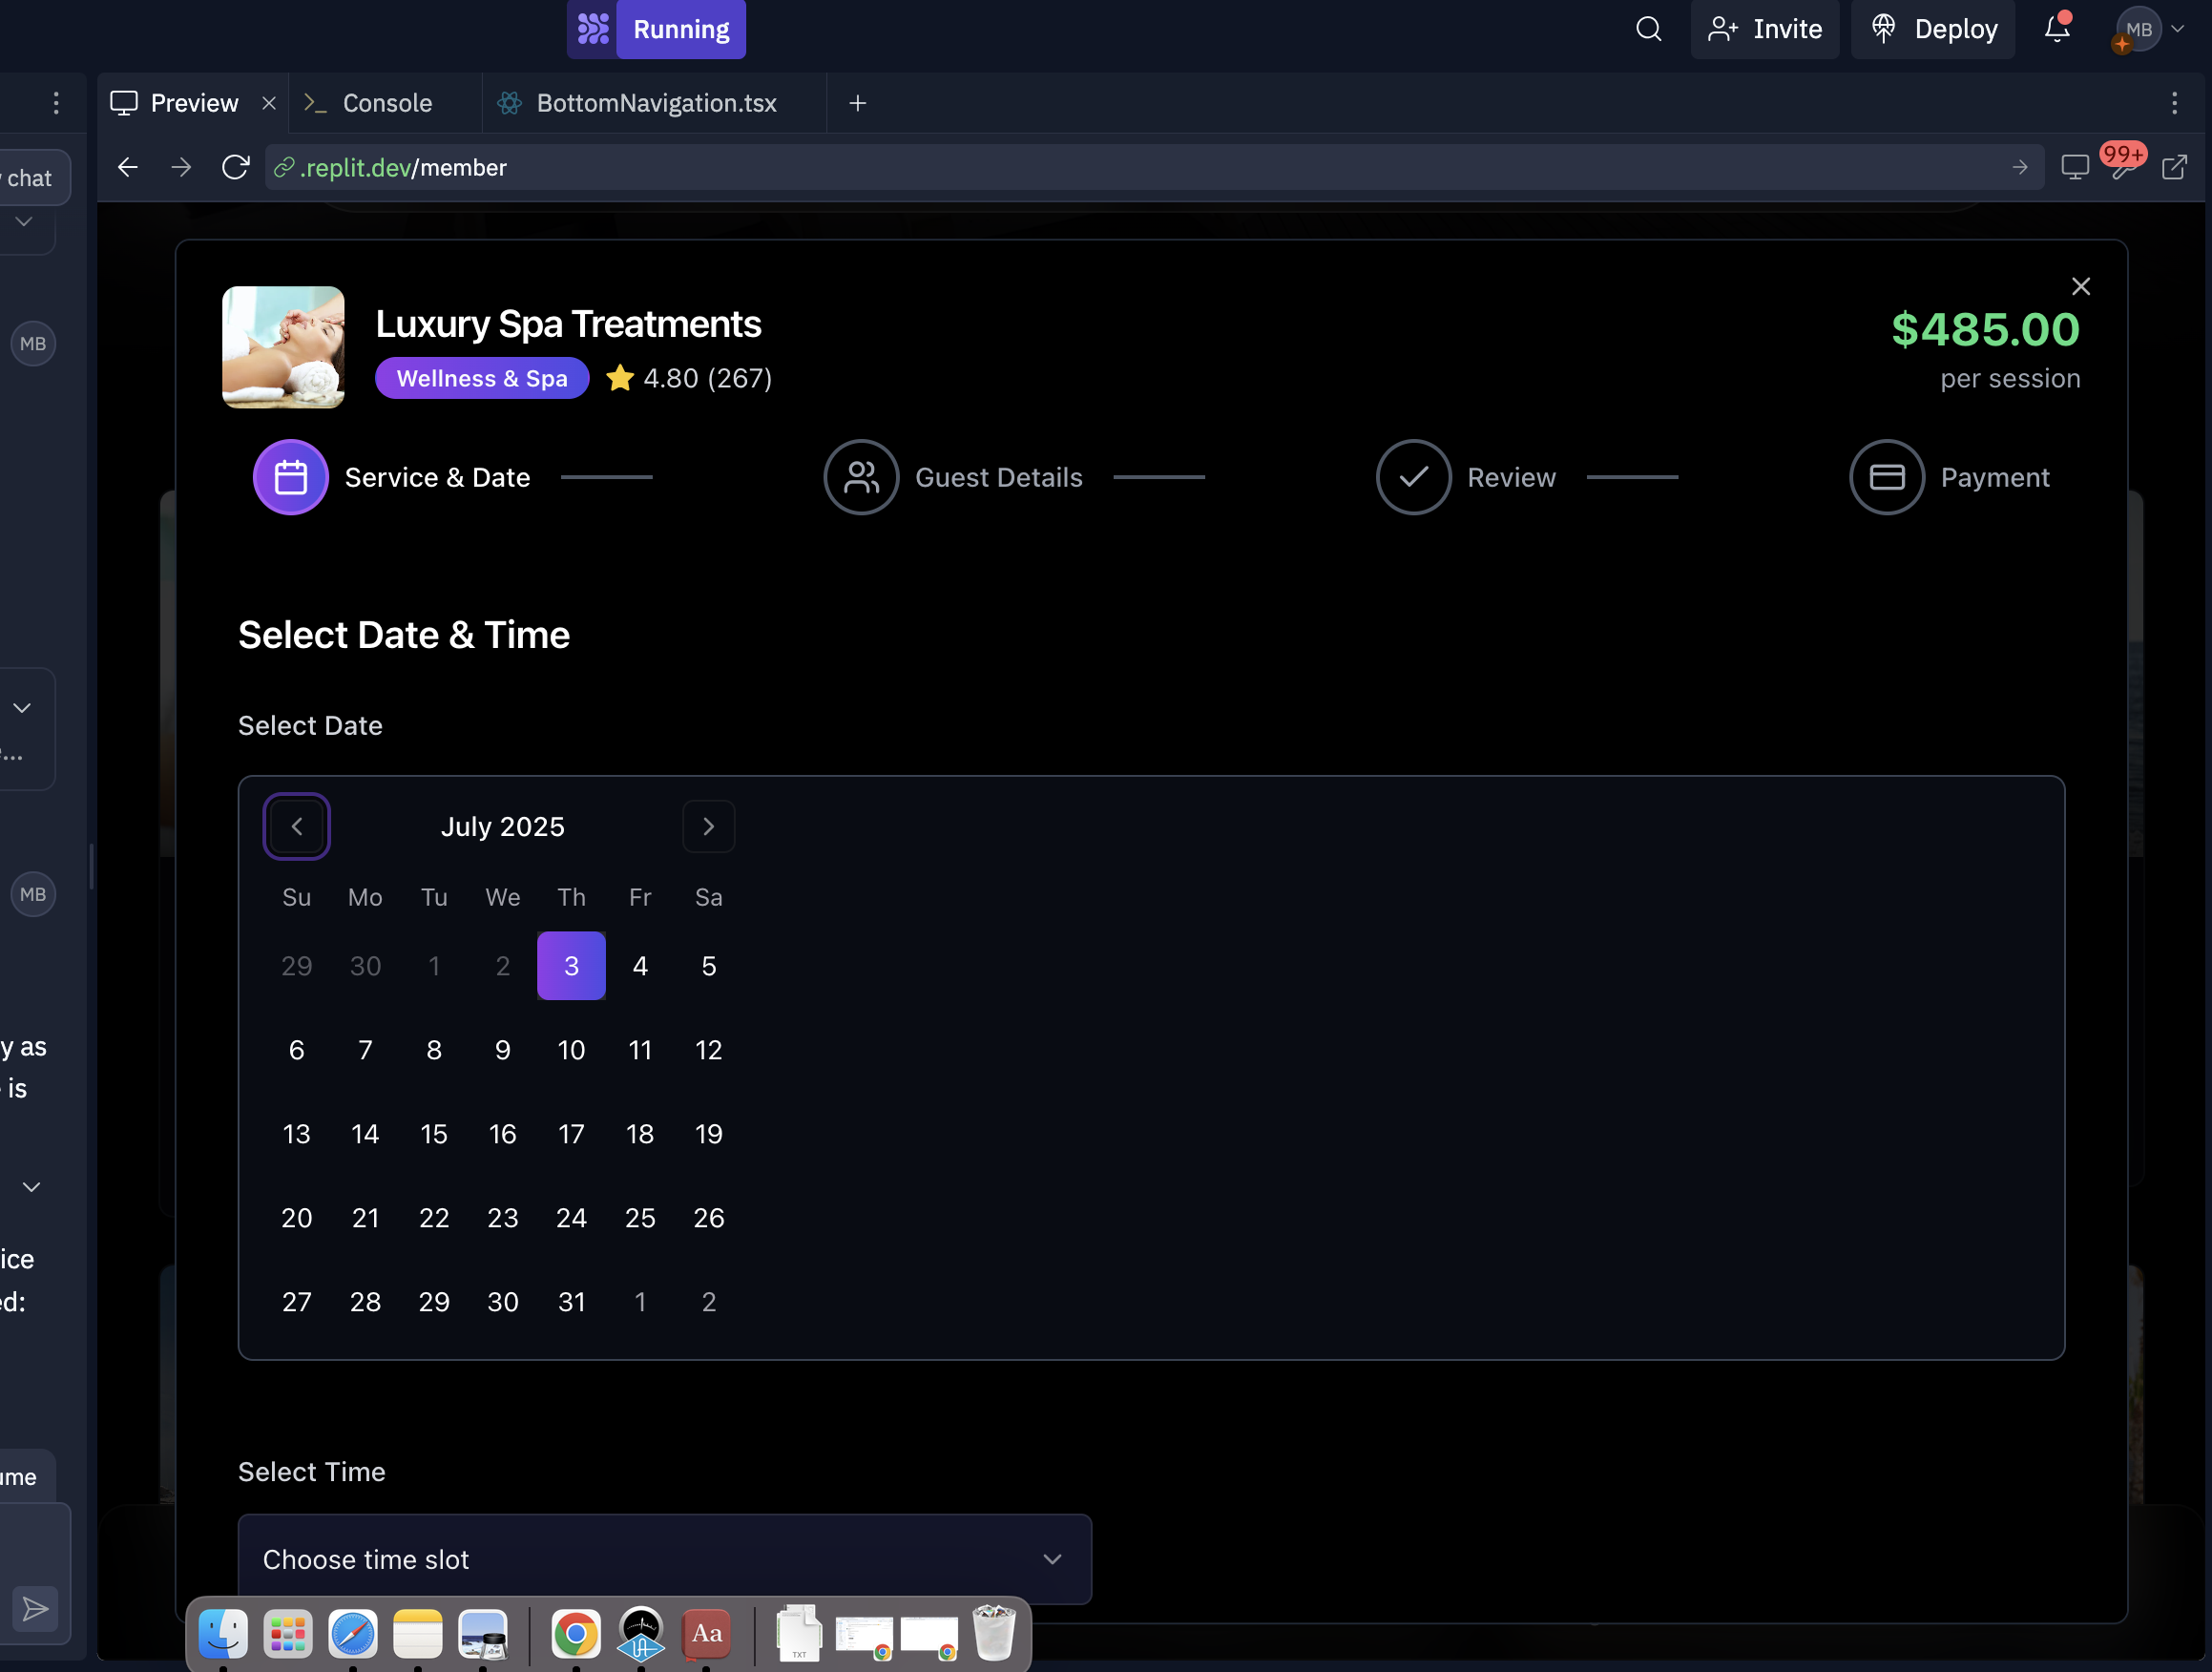 Running
Invite
Deploy
MB
Preview
Console
BottomNavigation.tsx
.replit.dev/member
99+
chat
MB
Luxury Spa Treatments
Wellness & Spa
4.80 (267)
$485.00
per session
Service & Date
Guest Details
Review
Payment
Select Date & Time
Select Date
July 2025
Su Mo Tu We Th Fr Sa
29 30 1 2 3 4 5
6 7 8 9 10 11 12
13 14 15 16 17 18 19
20 21 22 23 24 25 26
27 28 29 30 31 1 2
MB
y as
is
ice
ed:
ume
Select Time
Choose time slot
Aa
TXT